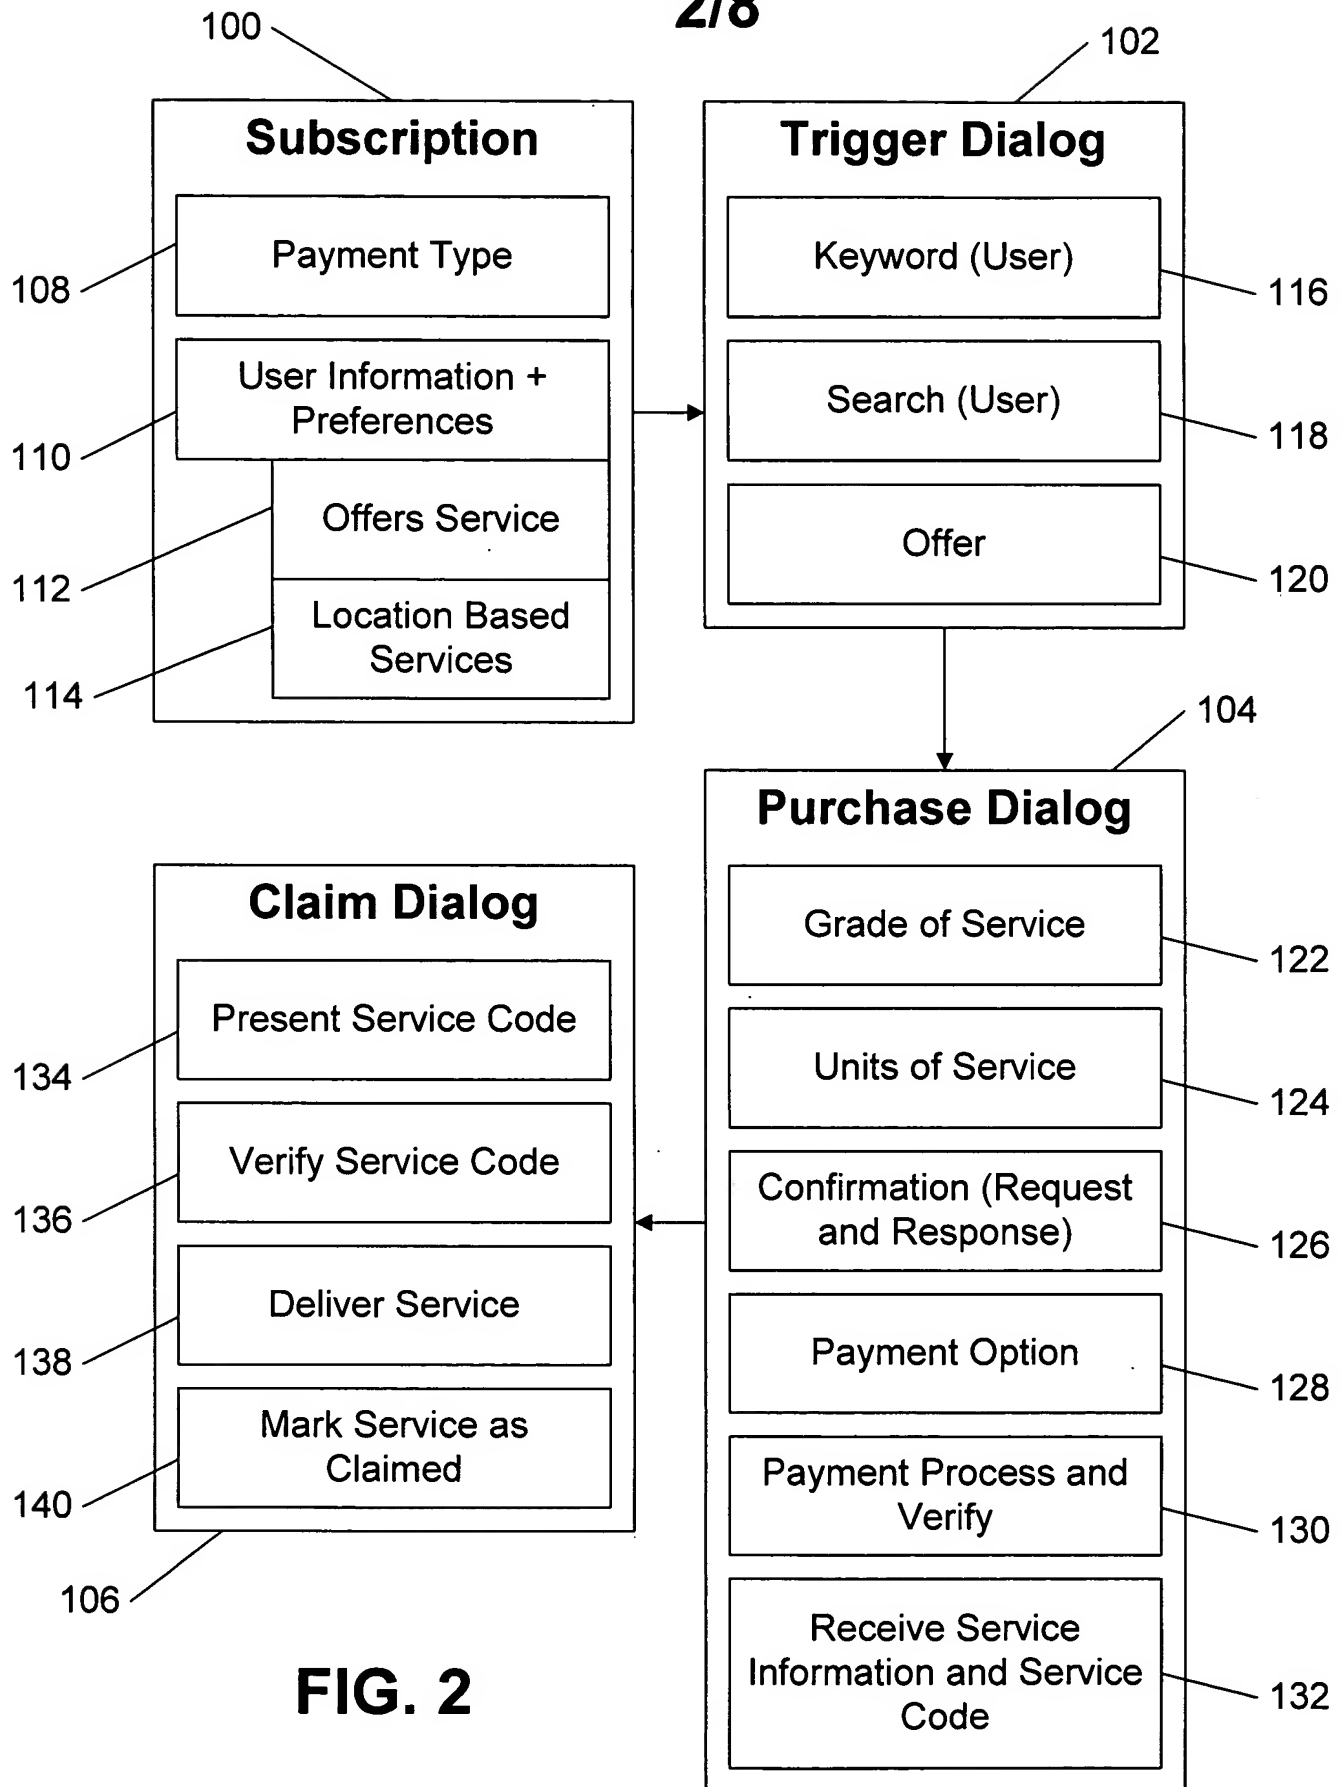 2/8
100
102
Subscription
Payment Type
108
User Information +
Preferences
110
Offers Service
112
Location Based
Services
114
Trigger Dialog
Keyword (User)
116
Search (User)
118
Offer
120
104
Purchase Dialog
Grade of Service
122
Units of Service
124
Confirmation (Request
and Response)
126
Payment Option
128
Payment Process and
Verify
130
Receive Service
Information and Service
Code
132
Claim Dialog
Present Service Code
134
Verify Service Code
136
Deliver Service
138
Mark Service as
Claimed
140
106
FIG. 2